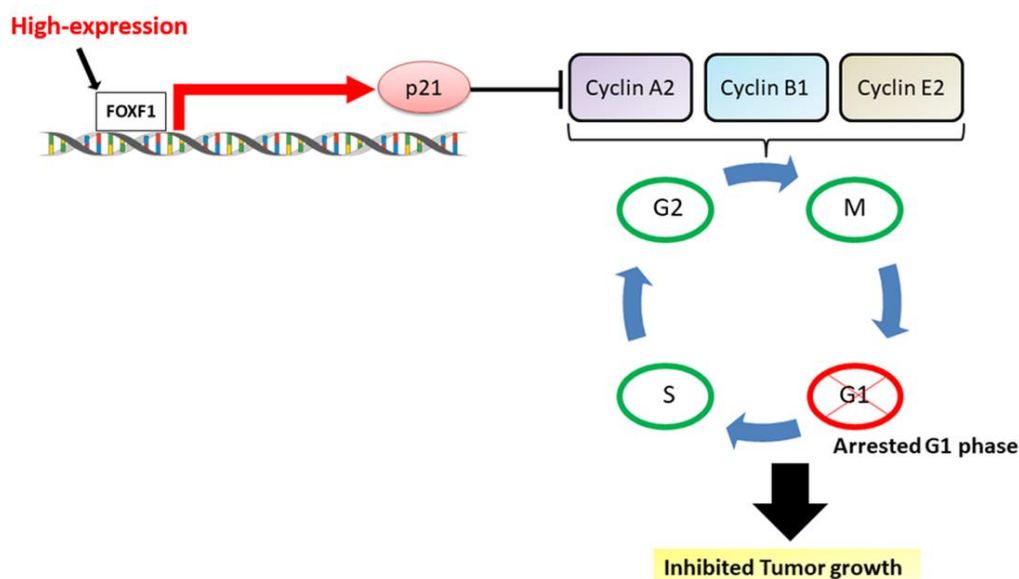 High-expression
FOXF1
p21
Cyclin A2
Cyclin B1
Cyclin E2
G2
M
S
G1
Arrested G1 phase
Inhibited Tumor growth